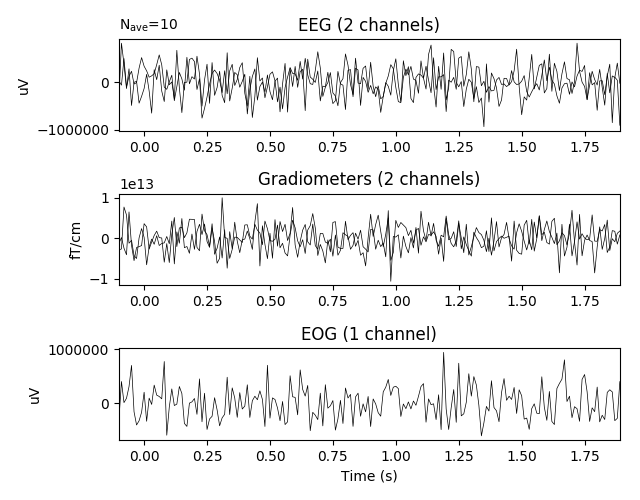 N_ave=10
EEG (2 channels)
uV
0
−1000000
0.00 0.25 0.50 0.75 1.00 1.25 1.50 1.75
1e13
Gradiometers (2 channels)
fT/cm
1
0
−1
0.00 0.25 0.50 0.75 1.00 1.25 1.50 1.75
EOG (1 channel)
uV
1000000
0
0.00 0.25 0.50 0.75 1.00 1.25 1.50 1.75
Time (s)